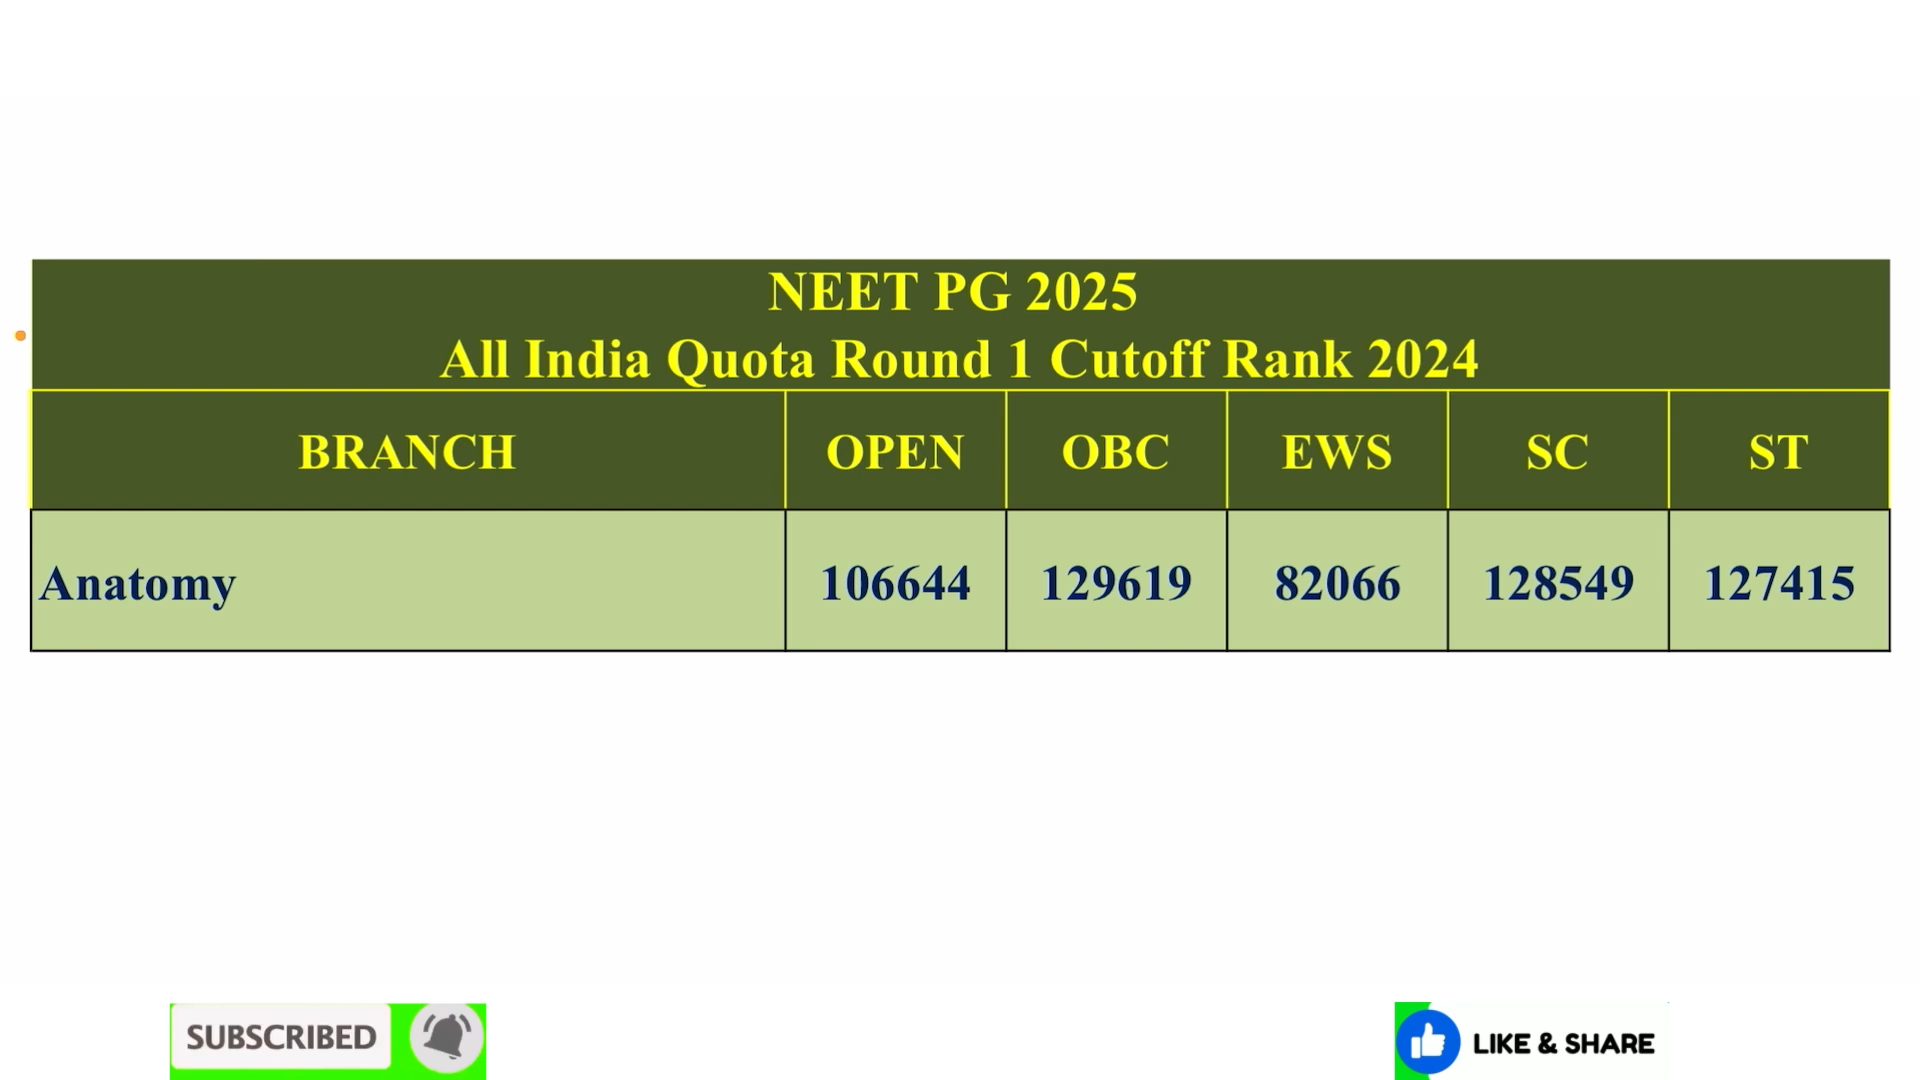 NEET PG 2025
All India Quota Round 1 Cutoff Rank 2024
BRANCH OPEN OBC EWS SC ST
Anatomy 106644 129619 82066 128549 127415
SUBSCRIBED
LIKE & SHARE